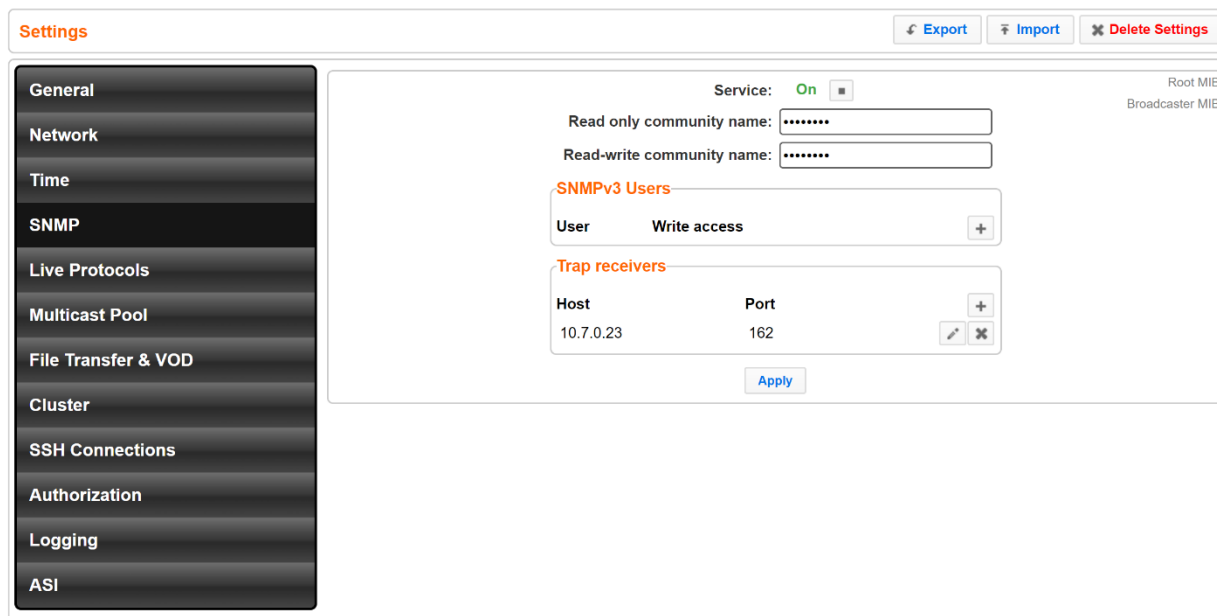 Settings
Export
Import
Delete Settings
General
Network
Time
SNMP
Live Protocols
Multicast Pool
File Transfer & VOD
Cluster
SSH Connections
Authorization
Logging
ASI
Service: On
Root MIB
Broadcaster MIB
Read only community name: ••••••••
Read-write community name: ••••••••
SNMPv3 Users
User Write access
Trap receivers
Host Port
10.7.0.23 162
Apply